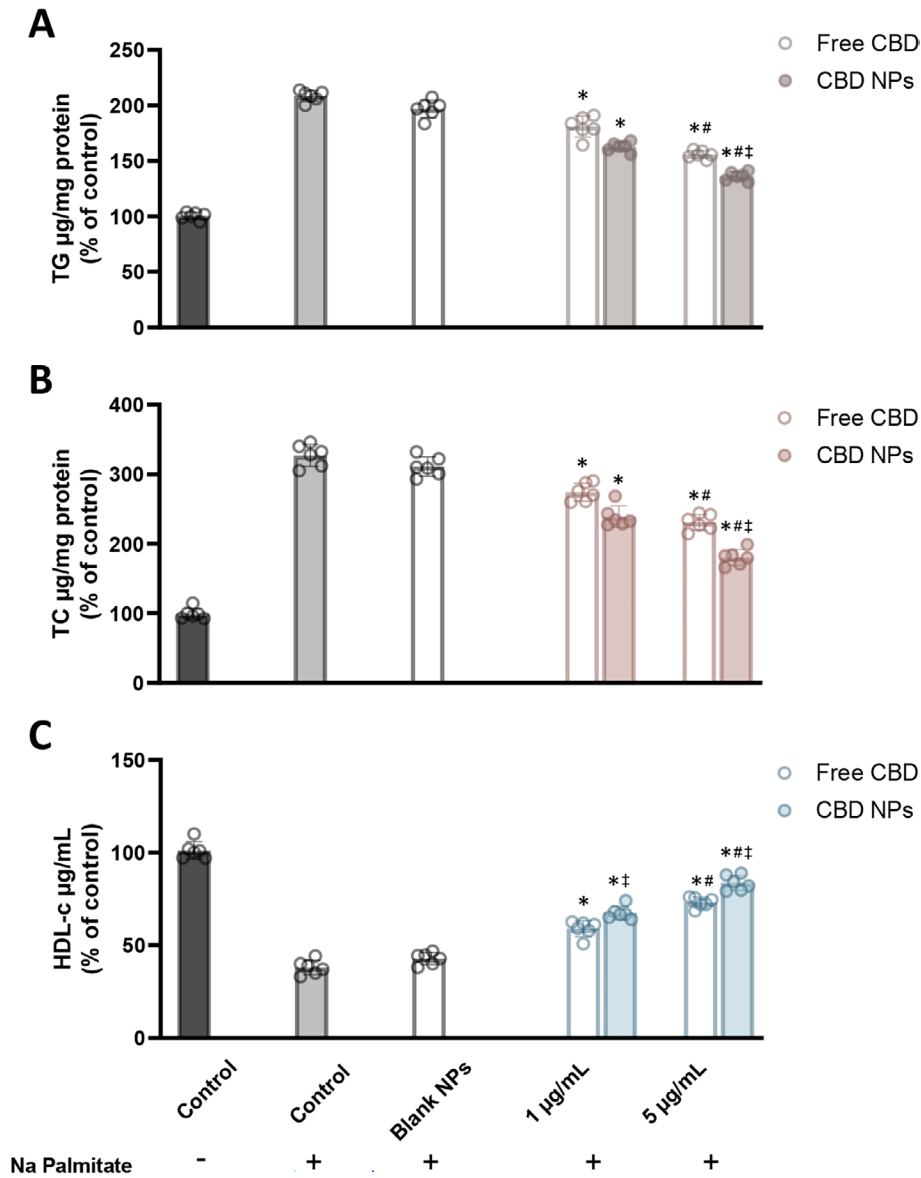 A
Free CBD
CBD NPs
TG µg/mg protein
(% of control)
250
200
150
100
50
0
*
*
*#
*#‡
B
Free CBD
CBD NPs
TC µg/mg protein
(% of control)
400
300
200
100
0
*
*
*#
*#‡
C
Free CBD
CBD NPs
HDL-c µg/mL
(% of control)
150
100
50
0
*
*‡
*#
*#‡
Control
Control
Blank NPs
1 µg/mL
5 µg/mL
Na Palmitate - + + + +